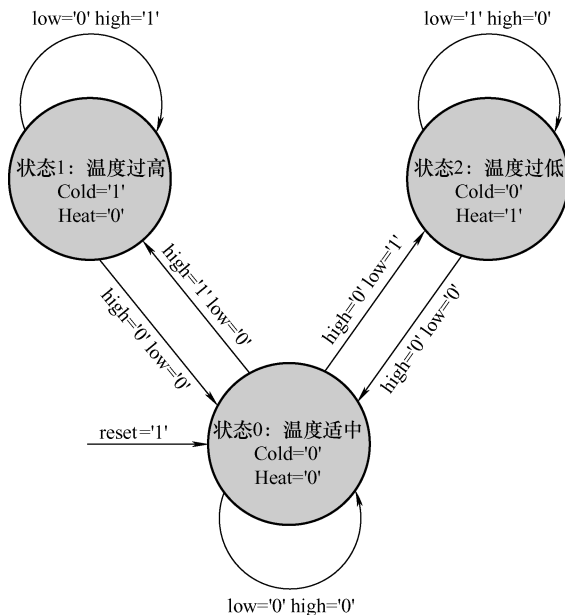 low='0' high='1'
low='1' high='0'
状态1：温度过高
Cold='1'
Heat='0'
状态2：温度过低
Cold='0'
Heat='1'
high='1' low='0'
high='0' low='0'
high='0' low='1'
high='0' low='0'
reset='1'
状态0：温度适中
Cold='0'
Heat='0'
low='0' high='0'